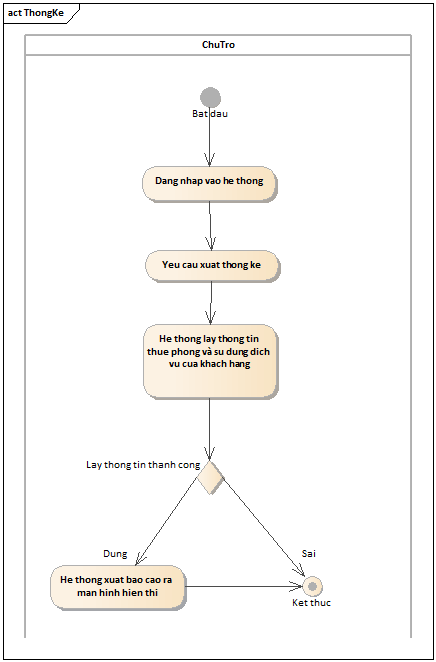 act ThongKe
ChuTro
Bat dau
Dang nhap vao he thong
Yeu cau xuat thong ke
He thong lay thong tin
thue phong và su dung dich
vu cua khach hang
Lay thong tin thanh cong
Dung
Sai
He thong xuat bao cao ra
man hinh hien thi
Ket thuc